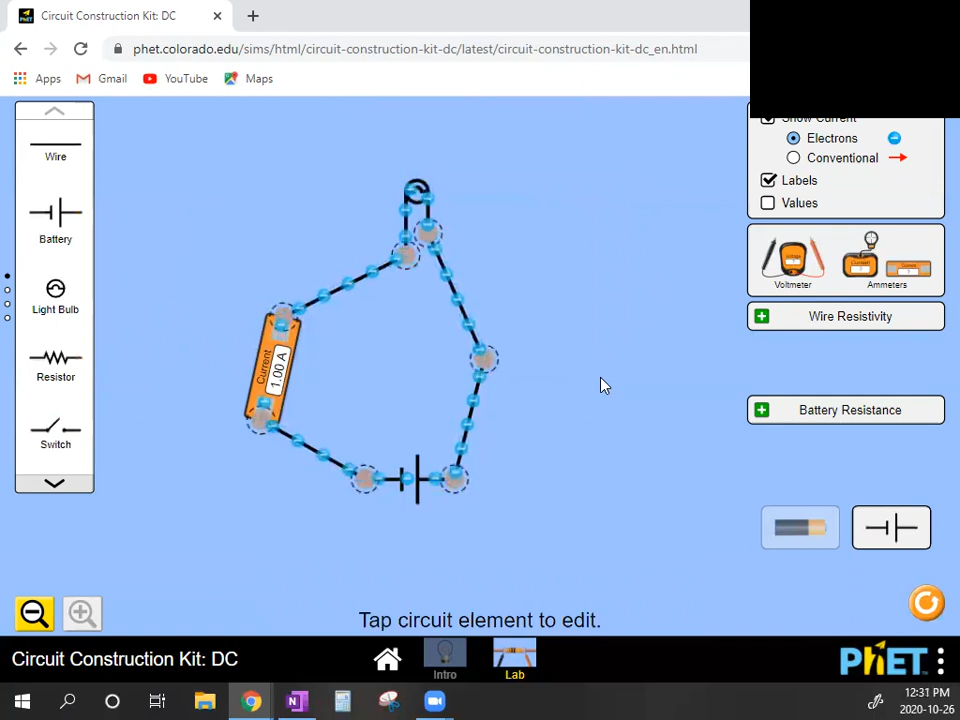 Circuit Construction Kit: DC
phet.colorado.edu/sims/html/circuit-construction-kit-dc/latest/circuit-construction-kit-dc_en.html
Apps Gmail YouTube Maps
Wire
Battery
Light Bulb
Resistor
Switch
Current
1.00 A
Show Current
Electrons
Conventional
Labels
Values
Voltmeter
Ammeters
Wire Resistivity
Battery Resistance
Tap circuit element to edit.
Circuit Construction Kit: DC
Intro
Lab
PhET
12:31 PM
2020-10-26